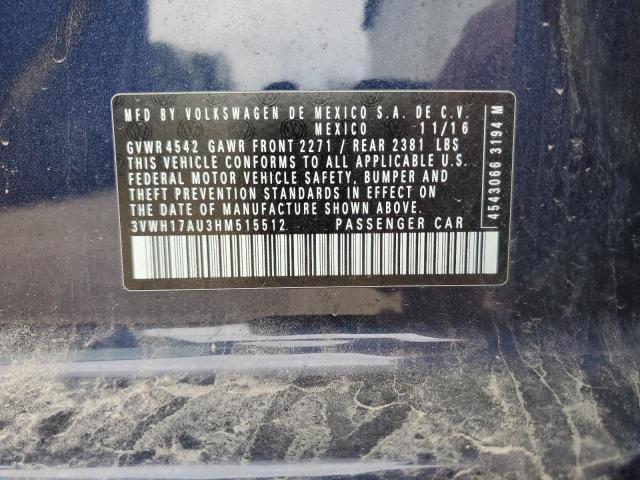 MFD BY VOLKSWAGEN DE MEXICO S.A. DE C.V.
MEXICO 11/16
GVWR 4542 GAWR FRONT 2271 / REAR 2381 LBS
THIS VEHICLE CONFORMS TO ALL APPLICABLE U.S.
FEDERAL MOTOR VEHICLE SAFETY, BUMPER AND
THEFT PREVENTION STANDARDS IN EFFECT ON
THE DATE OF MANUFACTURE SHOWN ABOVE.
3VWH17AU3HM515512 PASSENGER CAR
4543066 3194 M